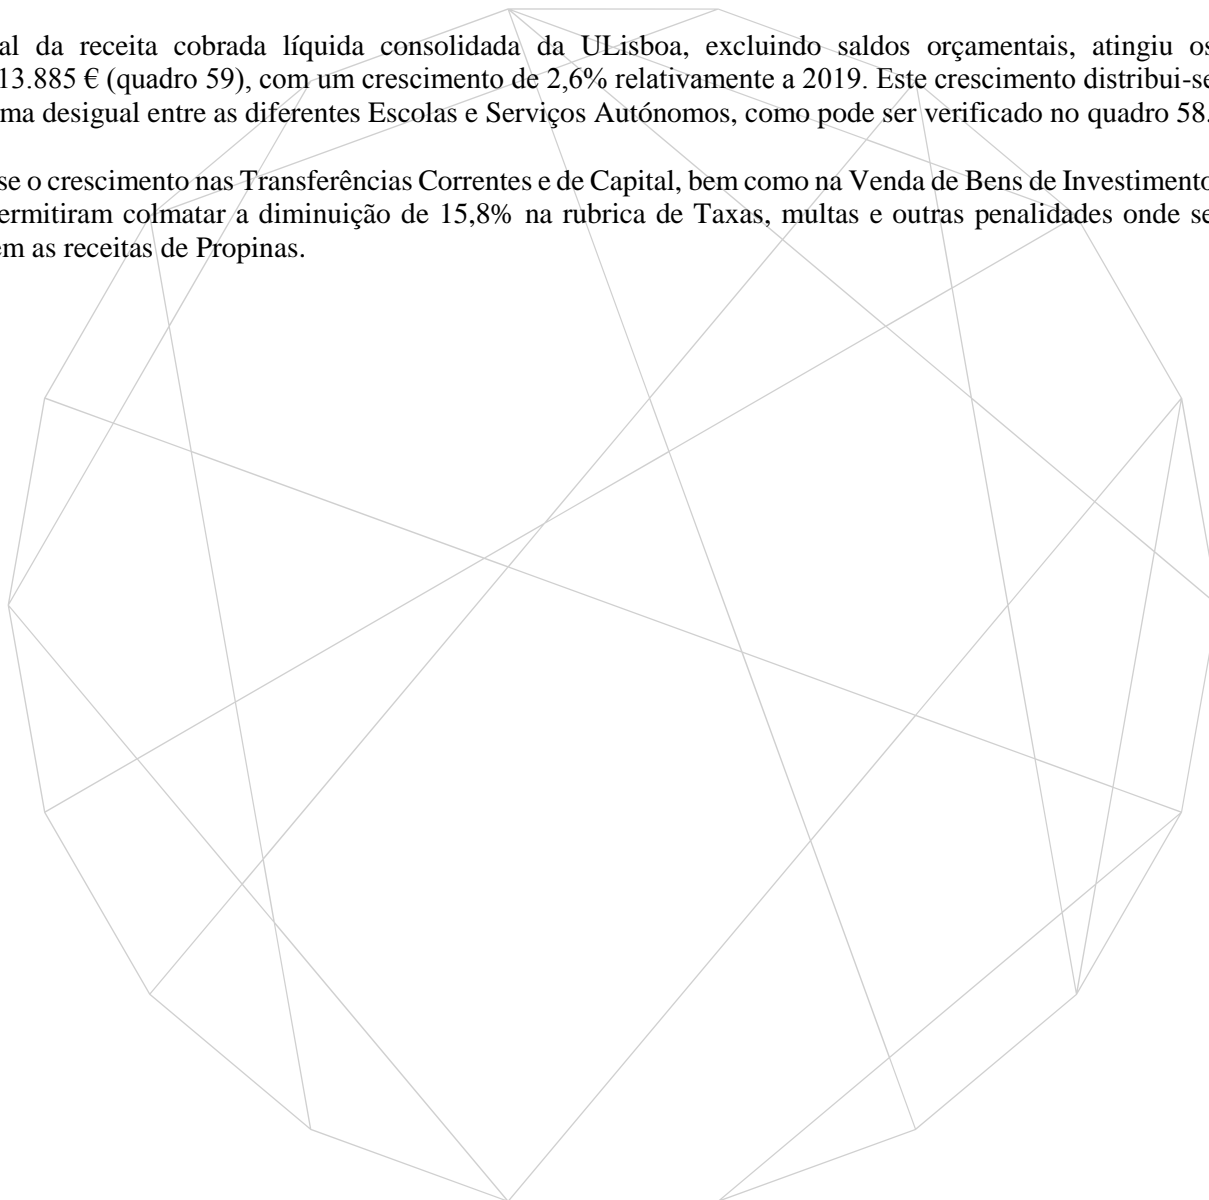 al da receita cobrada líquida consolidada da ULisboa, excluindo saldos orçamentais, atingiu os
13.885 € (quadro 59), com um crescimento de 2,6% relativamente a 2019. Este crescimento distribui-se
ma desigual entre as diferentes Escolas e Serviços Autónomos, como pode ser verificado no quadro 58.
se o crescimento nas Transferências Correntes e de Capital, bem como na Venda de Bens de Investimento
ermitiram colmatar a diminuição de 15,8% na rubrica de Taxas, multas e outras penalidades onde se
em as receitas de Propinas.